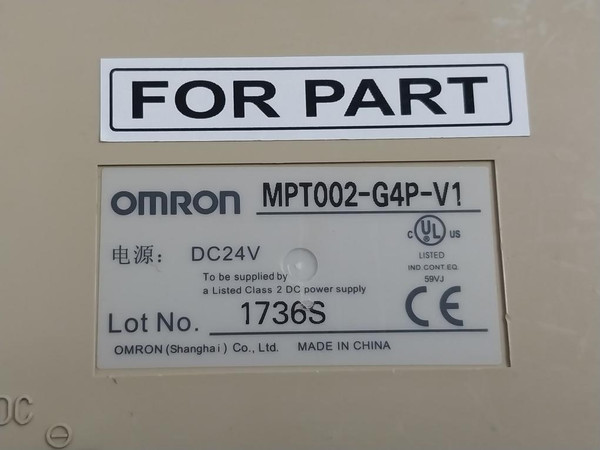 FOR PART
OMRON MPT002-G4P-V1
电源: DC24V
To be supplied by
a Listed Class 2 DC power supply
C UL US
LISTED
IND.CONT.EQ.
59VJ
Lot No. 1736S
CE
OMRON (Shanghai) Co., Ltd. MADE IN CHINA
DC